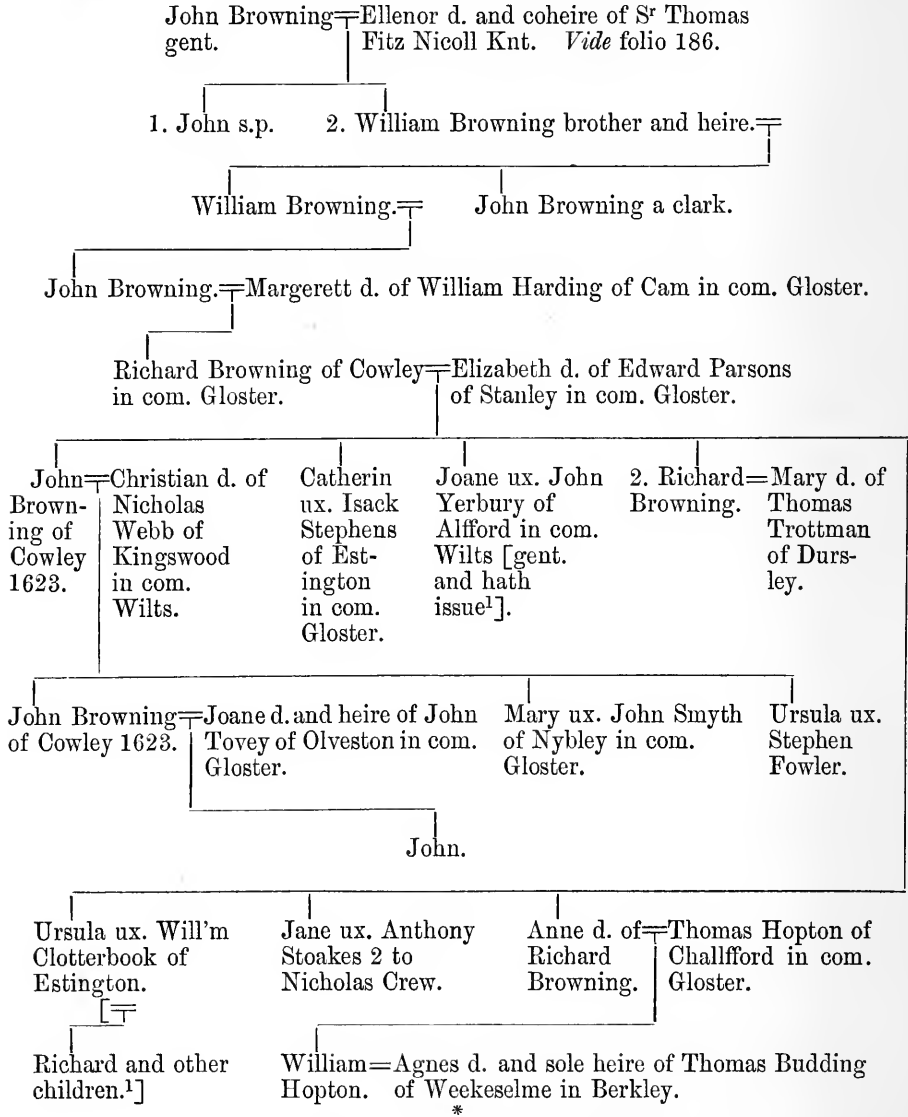 John Browning=Ellenor d. and coheire of Sʳ Thomas
gent. Fitz Nicoll Knt. Vide folio 186.
1. John s.p. 2. William Browning brother and heire.=
William Browning.= John Browning a clark.
John Browning.=Margerett d. of William Harding of Cam in com. Gloster.
Richard Browning of Cowley=Elizabeth d. of Edward Parsons
in com. Gloster. of Stanley in com. Gloster.
John=
Brown-
ing of
Cowley
1623.
Christian d. of
Nicholas
Webb of
Kingswood
in com.
Wilts.
Catherin
ux. Isack
Stephens
of Est-
ington
in com.
Gloster.
Joane ux. John
Yerbury of
Alfford in com.
Wilts [gent.
and hath
issue¹].
2. Richard=
Browning.
Mary d. of
Thomas
Trottman
of Durs-
ley.
John Browning=
of Cowley 1623.
Joane d. and heire of John
Tovey of Olveston in com.
Gloster.
Mary ux. John Smyth
of Nybley in com.
Gloster.
Ursula ux.
Stephen
Fowler.
John.
Ursula ux. Will'm
Clotterbook of
Estington.
[=
Richard and other
children.¹]
Jane ux. Anthony
Stoakes 2 to
Nicholas Crew.
Anne d. of=
Richard
Browning.
Thomas Hopton of
Challfford in com.
Gloster.
William=Agnes d. and sole heire of Thomas Budding
Hopton. of Weekeselme in Berkley.
*